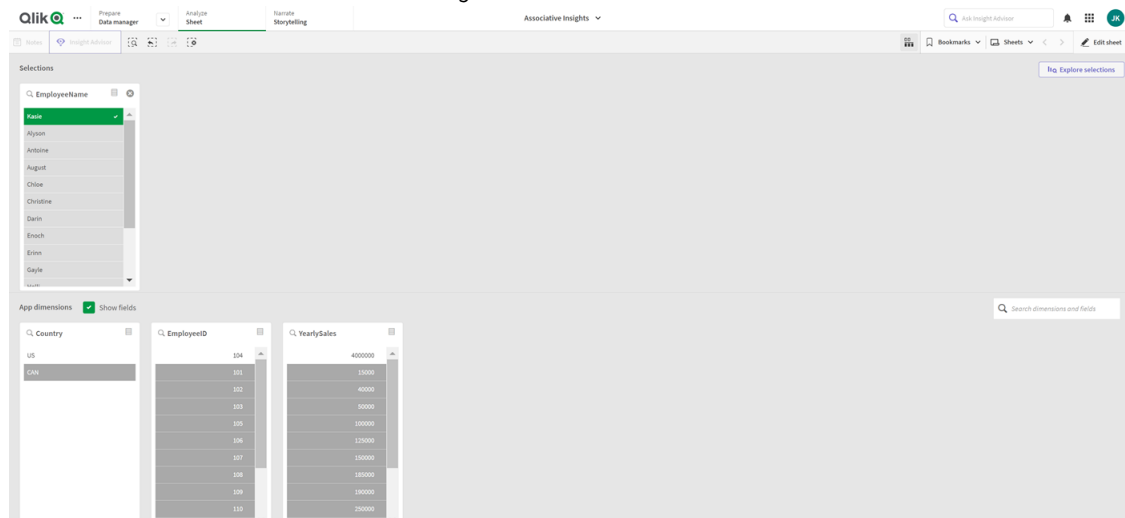 Qlik
Prepare
Data manager
Analyze
Sheet
Narrate
Storytelling
Associative Insights
Ask Insight Advisor
JK
Notes
Insight Advisor
Bookmarks
Sheets
Edit sheet
Selections
Explore selections
EmployeeName
Kasie
Alyson
Antoine
August
Chloe
Christine
Darin
Enoch
Erinn
Gayle
App dimensions
Show fields
Search dimensions and fields
Country
US
CAN
EmployeeID
104
101
102
103
105
106
107
108
109
110
YearlySales
4000000
15000
40000
50000
100000
125000
150000
185000
190000
250000